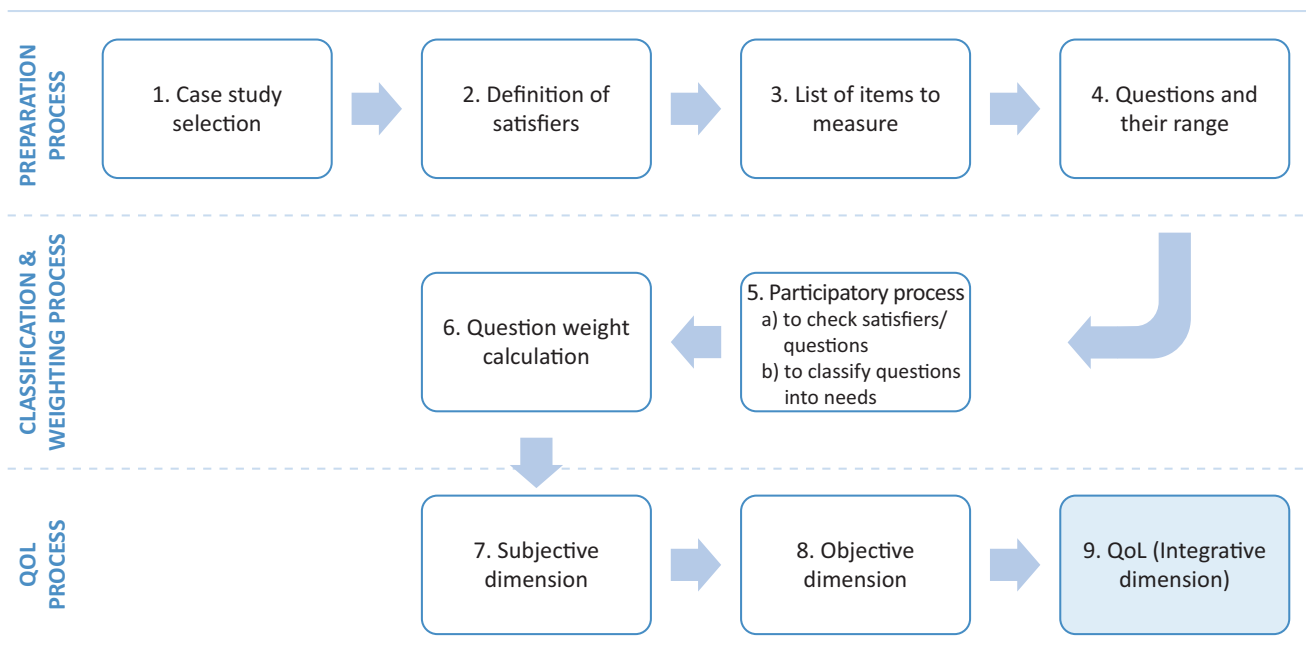 PREPARATION
PROCESS
1. Case study
selection
2. Definition of
satisfiers
3. List of items to
measure
4. Questions and
their range
CLASSIFICATION &
WEIGHTING PROCESS
6. Question weight
calculation
5. Participatory process
a) to check satisfiers/
questions
b) to classify questions
into needs
QOL
PROCESS
7. Subjective
dimension
8. Objective
dimension
9. QoL (Integrative
dimension)